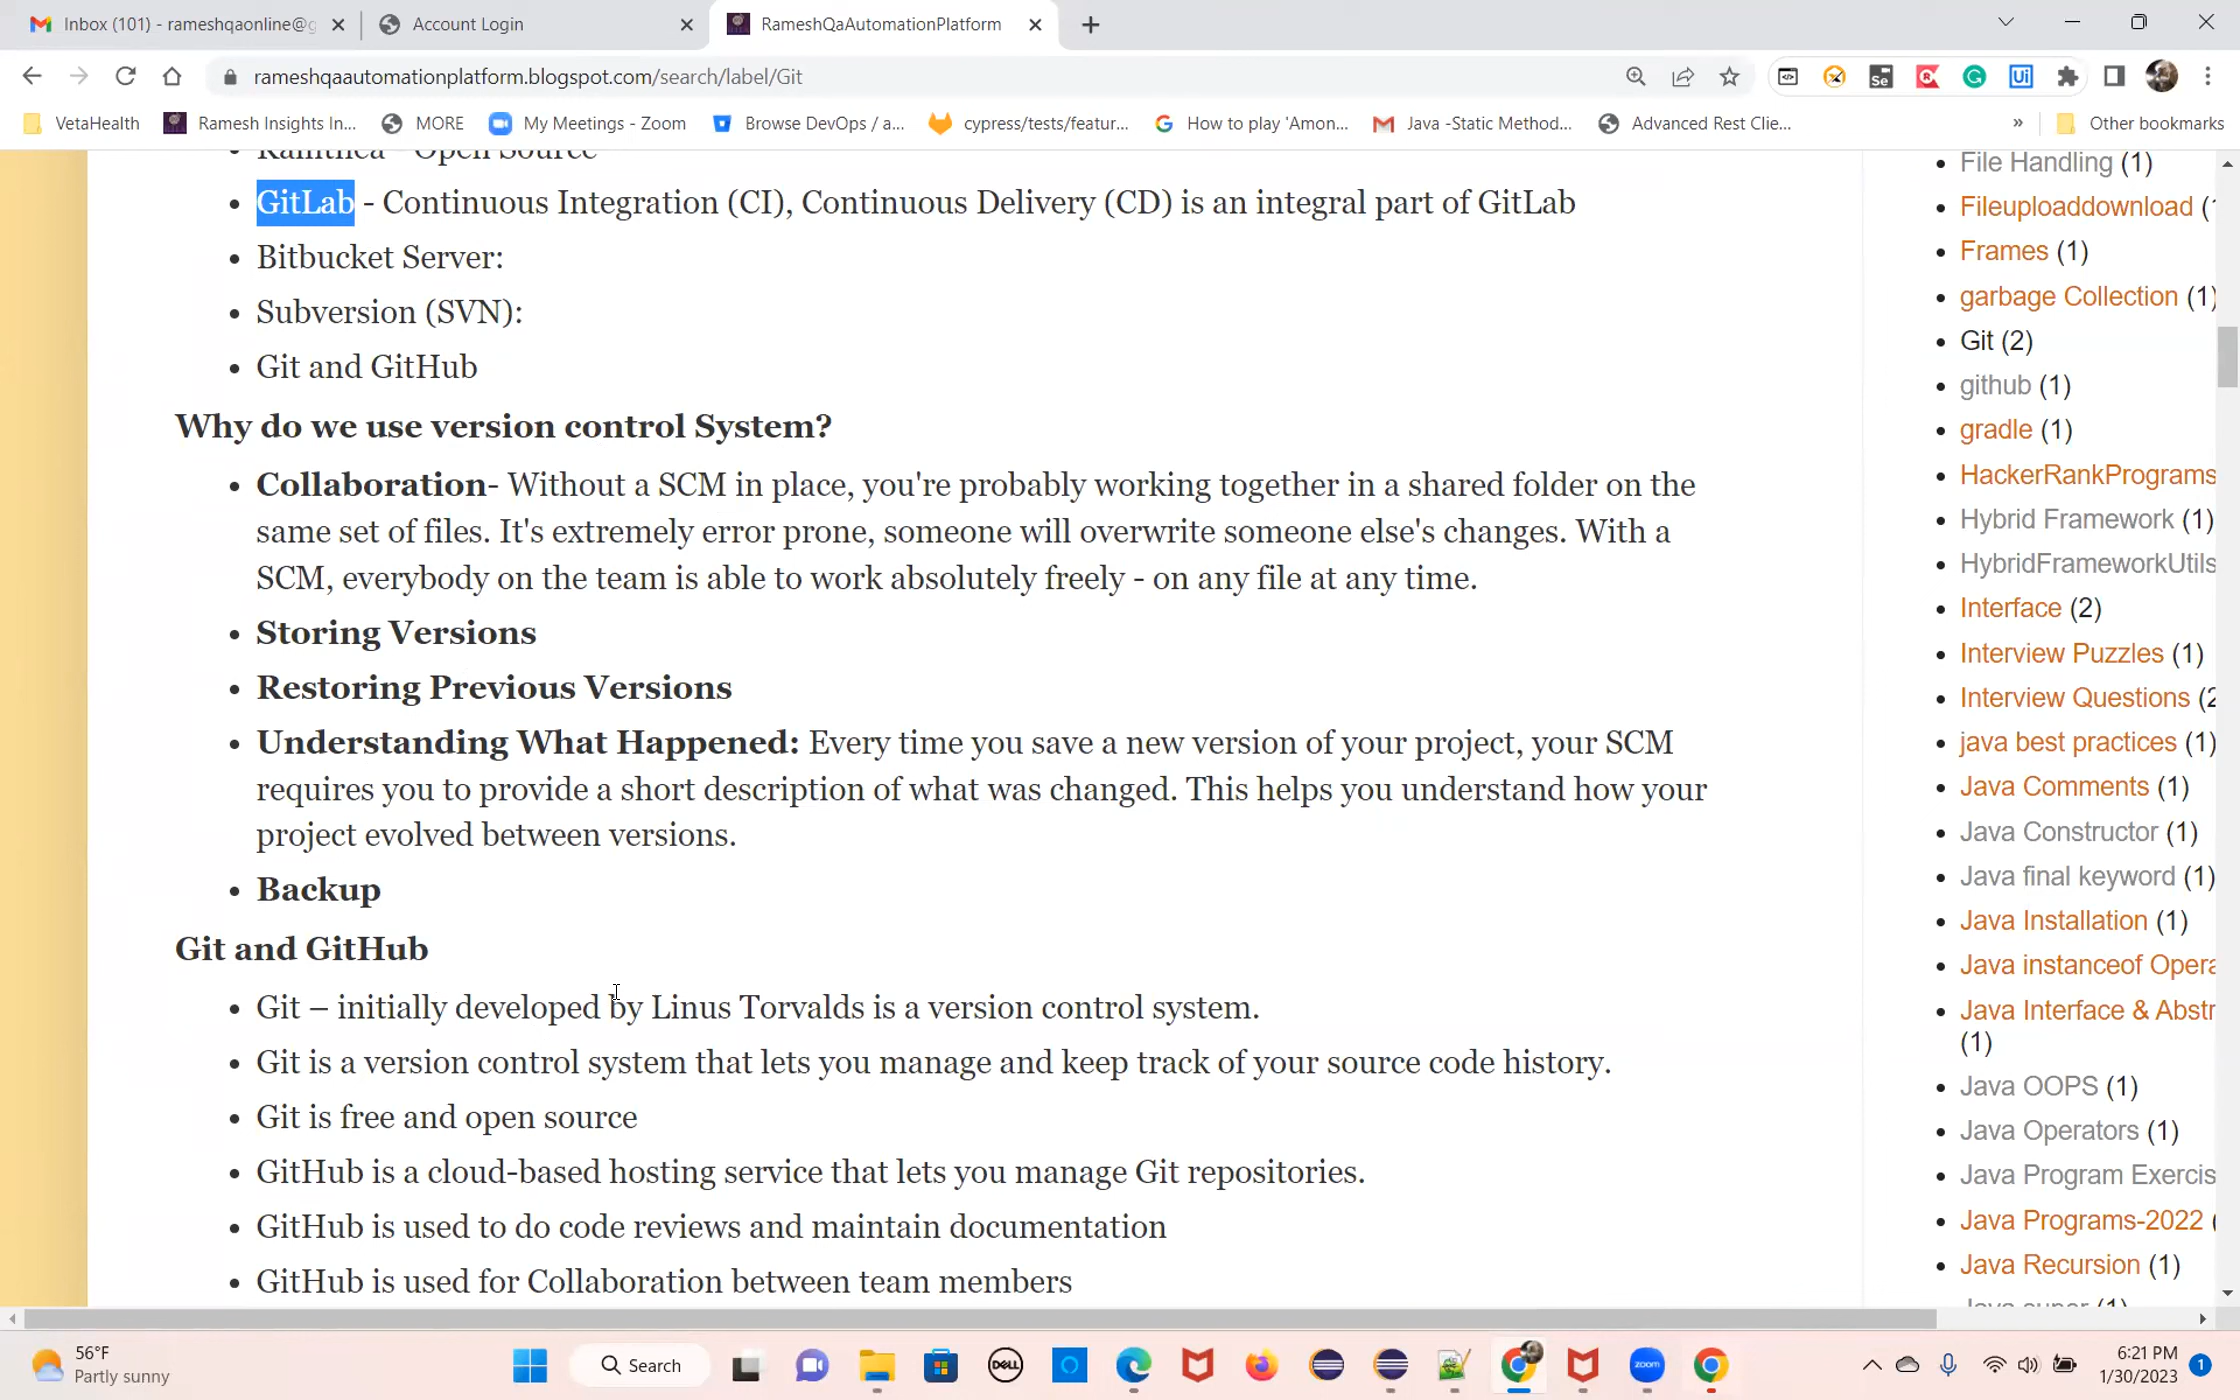 Inbox (101) - rameshqaonline@g
Account Login
RameshQaAutomationPlatform
rameshqaautomationplatform.blogspot.com/search/label/Git
VetaHealth
Ramesh Insights In...
MORE
My Meetings - Zoom
Browse DevOps / a...
cypress/tests/featur...
How to play 'Amon...
Java -Static Method...
Advanced Rest Clie...
»
Other bookmarks
GitLab - Continuous Integration (CI), Continuous Delivery (CD) is an integral part of GitLab
Bitbucket Server:
Subversion (SVN):
Git and GitHub
Why do we use version control System?
Collaboration- Without a SCM in place, you're probably working together in a shared folder on the
same set of files. It's extremely error prone, someone will overwrite someone else's changes. With a
SCM, everybody on the team is able to work absolutely freely - on any file at any time.
Storing Versions
Restoring Previous Versions
Understanding What Happened: Every time you save a new version of your project, your SCM
requires you to provide a short description of what was changed. This helps you understand how your
project evolved between versions.
Backup
Git and GitHub
Git – initially developed by Linus Torvalds is a version control system.
Git is a version control system that lets you manage and keep track of your source code history.
Git is free and open source
GitHub is a cloud-based hosting service that lets you manage Git repositories.
GitHub is used to do code reviews and maintain documentation
GitHub is used for Collaboration between team members
File Handling (1)
Fileuploaddownload (
Frames (1)
garbage Collection (1)
Git (2)
github (1)
gradle (1)
HackerRankPrograms
Hybrid Framework (1)
HybridFrameworkUtils
Interface (2)
Interview Puzzles (1)
Interview Questions (2
java best practices (1)
Java Comments (1)
Java Constructor (1)
Java final keyword (1)
Java Installation (1)
Java instanceof Opera
Java Interface & Abstr
(1)
Java OOPS (1)
Java Operators (1)
Java Program Exercis
Java Programs-2022 (
Java Recursion (1)
56°F
Partly sunny
Search
DELL
zoom
6:21 PM
1/30/2023
1